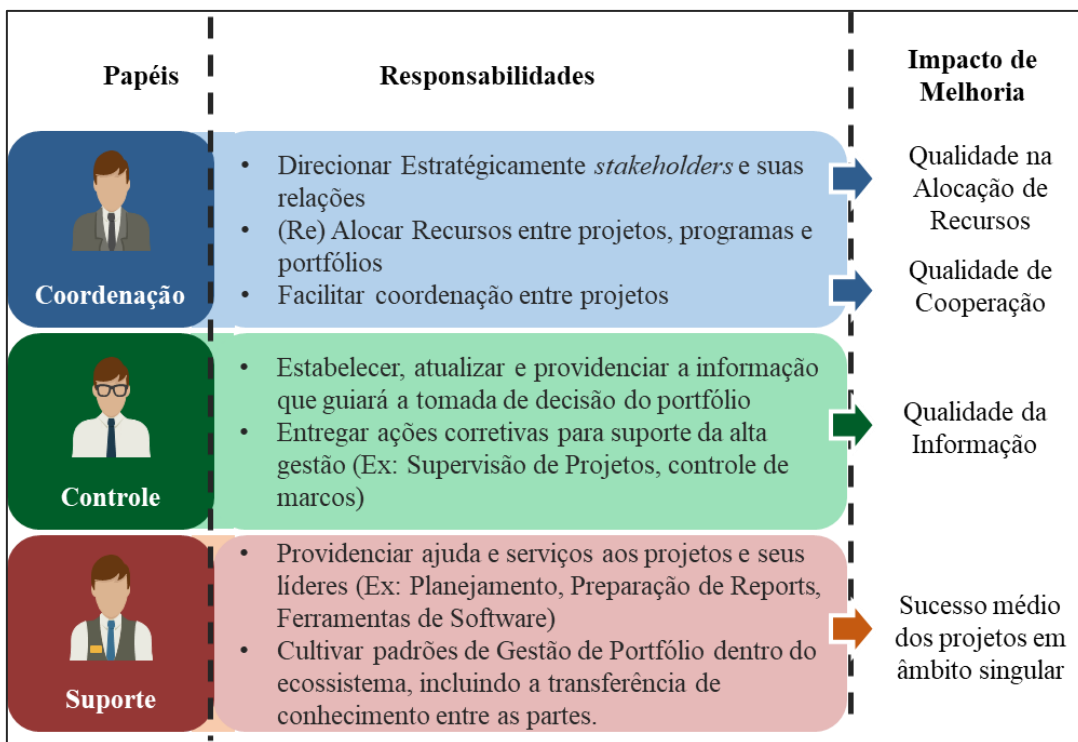 Papéis
Responsabilidades
Impacto de
Melhoria
Coordenação
• Direcionar Estratégicamente stakeholders e suas
relações
• (Re) Alocar Recursos entre projetos, programas e
portfólios
• Facilitar coordenação entre projetos
Qualidade na
Alocação de
Recursos
Qualidade de
Cooperação
Controle
• Estabelecer, atualizar e providenciar a informação
que guiará a tomada de decisão do portfólio
• Entregar ações corretivas para suporte da alta
gestão (Ex: Supervisão de Projetos, controle de
marcos)
Qualidade da
Informação
Suporte
• Providenciar ajuda e serviços aos projetos e seus
líderes (Ex: Planejamento, Preparação de Reports,
Ferramentas de Software)
• Cultivar padrões de Gestão de Portfólio dentro do
ecossistema, incluindo a transferência de
conhecimento entre as partes.
Sucesso médio
dos projetos em
âmbito singular